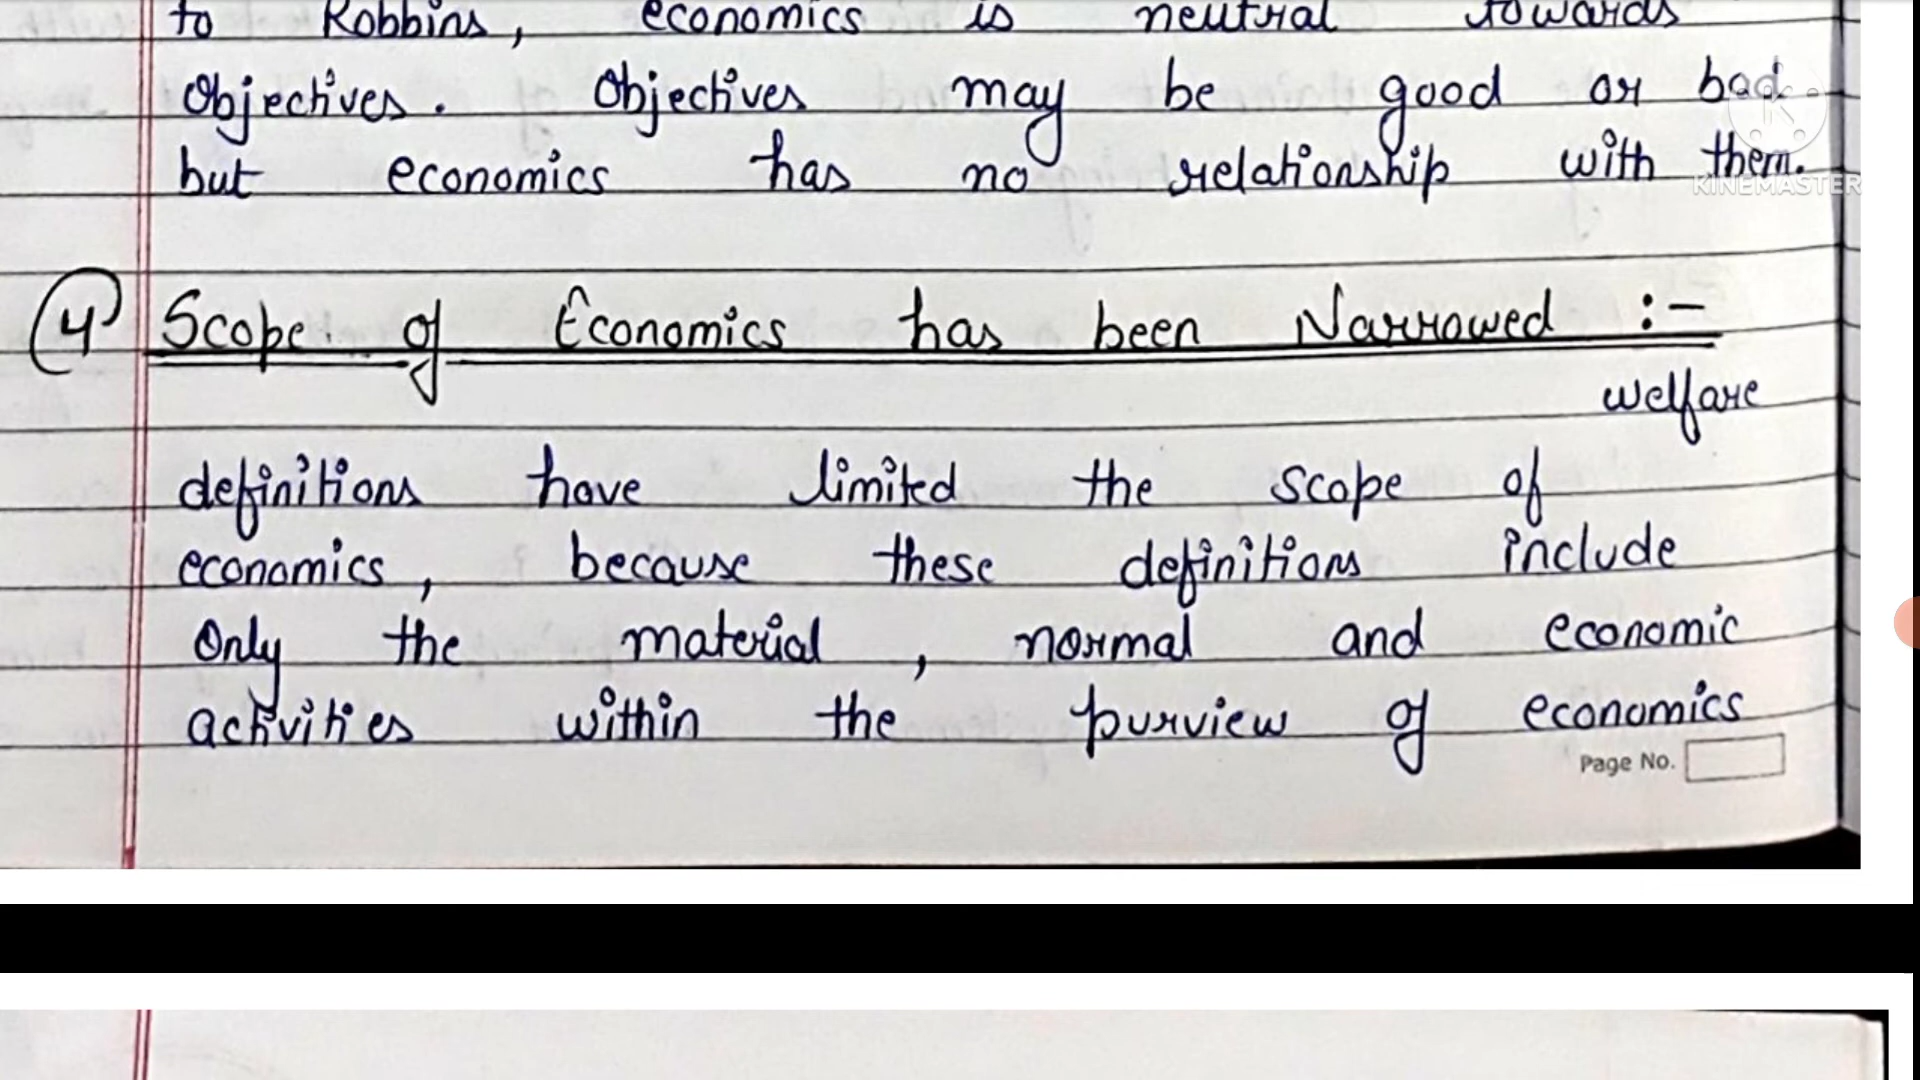 to Robbins, economics is neutral towards
Objectives. Objectives may be good or bad
but economics has no relationship with them.
KINEMASTER
4 Scope of Economics has been Narrowed :-
welfare
definitions have limited the scope of
economics, because these definitions include
Only the material, normal and economic
activities within the purview of economics
Page No.